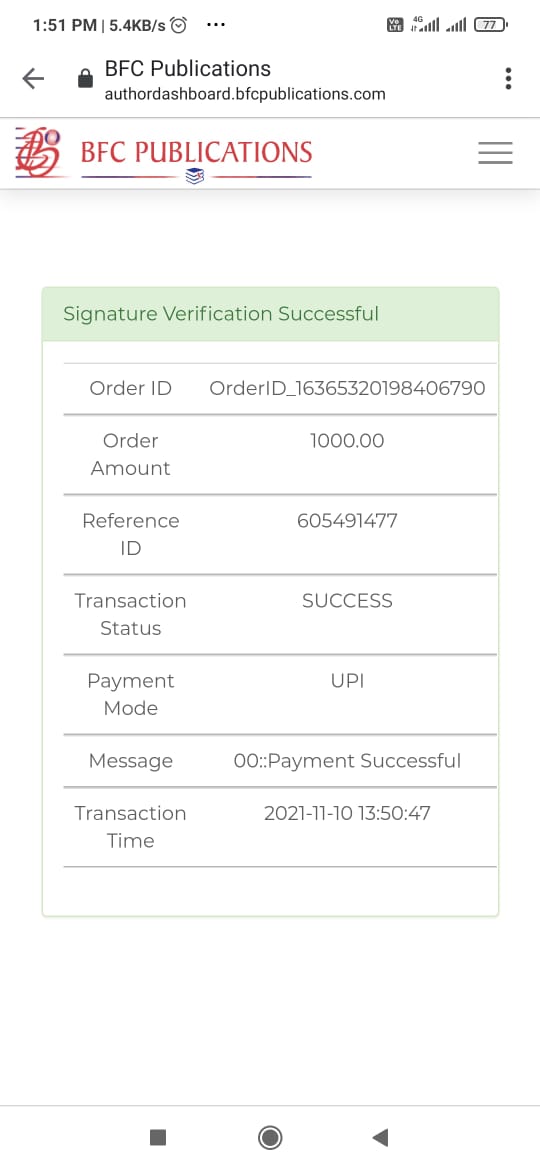 1:51 PM | 5.4KB/s ...
Vo LTE 4G 77
BFC Publications
authordashboard.bfcpublications.com
BFC PUBLICATIONS
Signature Verification Successful
Order ID OrderID_16365320198406790
Order Amount 1000.00
Reference ID 605491477
Transaction Status SUCCESS
Payment Mode UPI
Message 00::Payment Successful
Transaction Time 2021-11-10 13:50:47